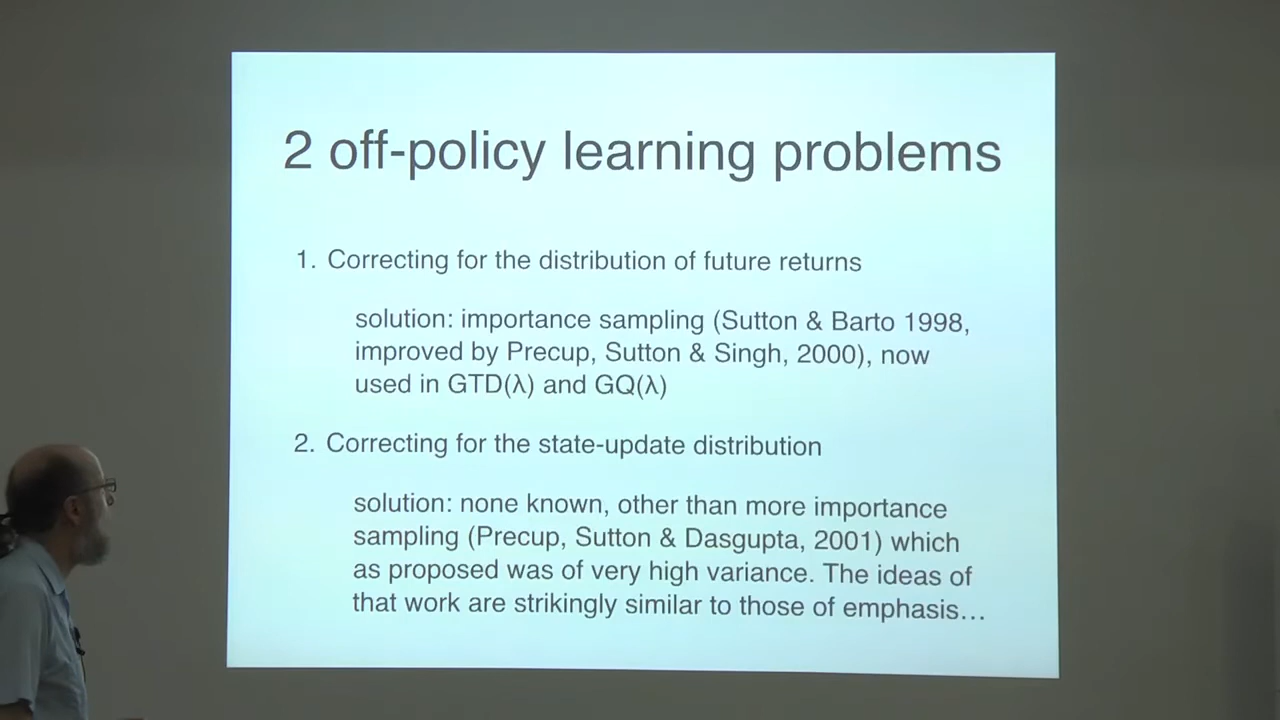 2 off-policy learning problems
1. Correcting for the distribution of future returns
solution: importance sampling (Sutton & Barto 1998,
improved by Precup, Sutton & Singh, 2000), now
used in GTD(λ) and GQ(λ)
2. Correcting for the state-update distribution
solution: none known, other than more importance
sampling (Precup, Sutton & Dasgupta, 2001) which
as proposed was of very high variance. The ideas of
that work are strikingly similar to those of emphasis…